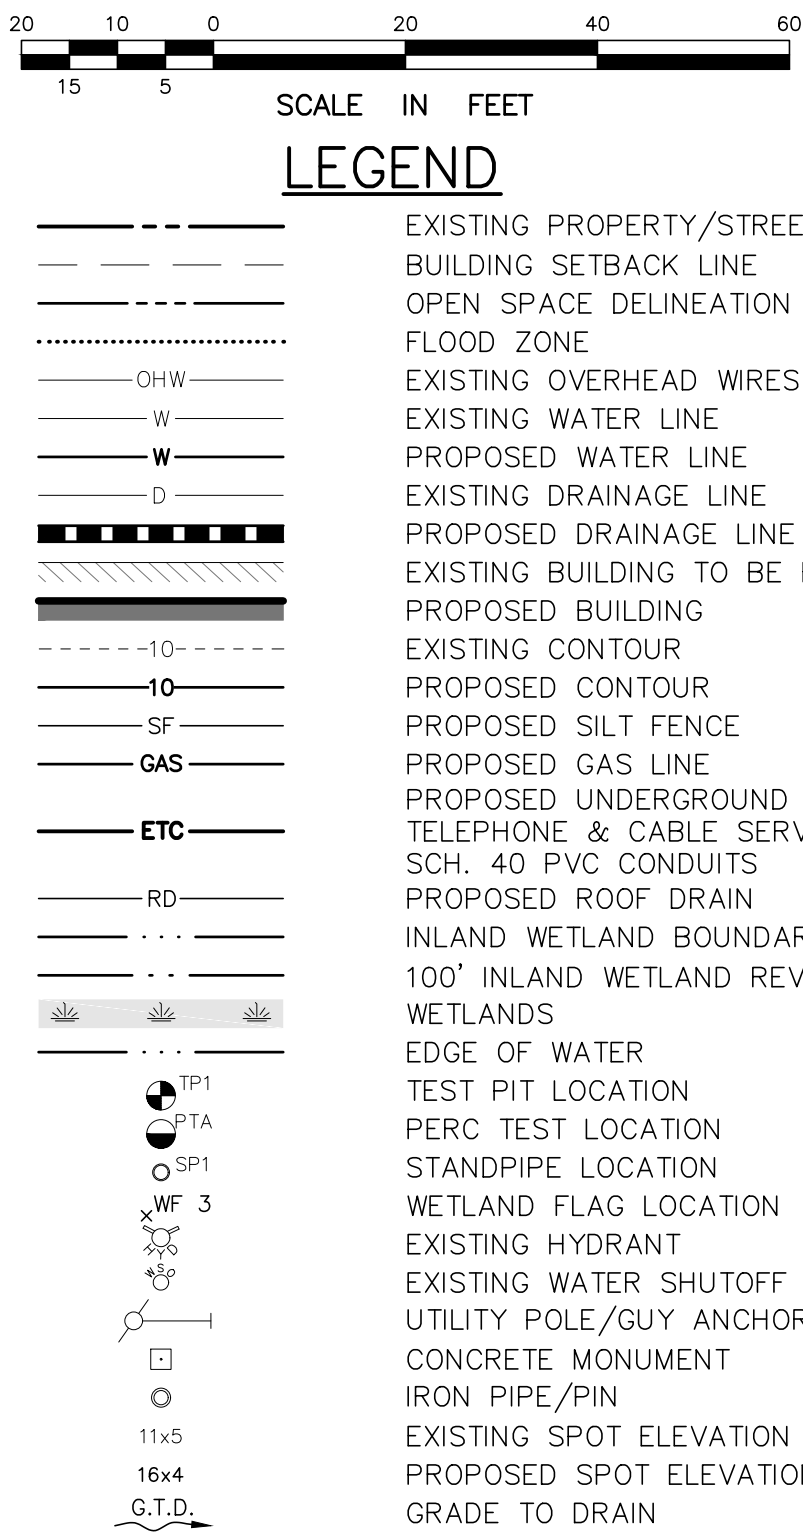 20 10 0 20 40 60
15 5
SCALE IN FEET
LEGEND
EXISTING PROPERTY/STREE
BUILDING SETBACK LINE
OPEN SPACE DELINEATION
FLOOD ZONE
OHW EXISTING OVERHEAD WIRES
W EXISTING WATER LINE
W PROPOSED WATER LINE
D EXISTING DRAINAGE LINE
PROPOSED DRAINAGE LINE
EXISTING BUILDING TO BE
PROPOSED BUILDING
10 EXISTING CONTOUR
10 PROPOSED CONTOUR
SF PROPOSED SILT FENCE
GAS PROPOSED GAS LINE
PROPOSED UNDERGROUND
ETC TELEPHONE & CABLE SERV
SCH. 40 PVC CONDUITS
RD PROPOSED ROOF DRAIN
INLAND WETLAND BOUNDAR
100' INLAND WETLAND REV
WETLANDS
EDGE OF WATER
TP1 TEST PIT LOCATION
PTA PERC TEST LOCATION
SP1 STANDPIPE LOCATION
WF 3 WETLAND FLAG LOCATION
HYD EXISTING HYDRANT
WSO EXISTING WATER SHUTOFF
UTILITY POLE/GUY ANCHOR
CONCRETE MONUMENT
IRON PIPE/PIN
11x5 EXISTING SPOT ELEVATION
16x4 PROPOSED SPOT ELEVATION
G.T.D. GRADE TO DRAIN